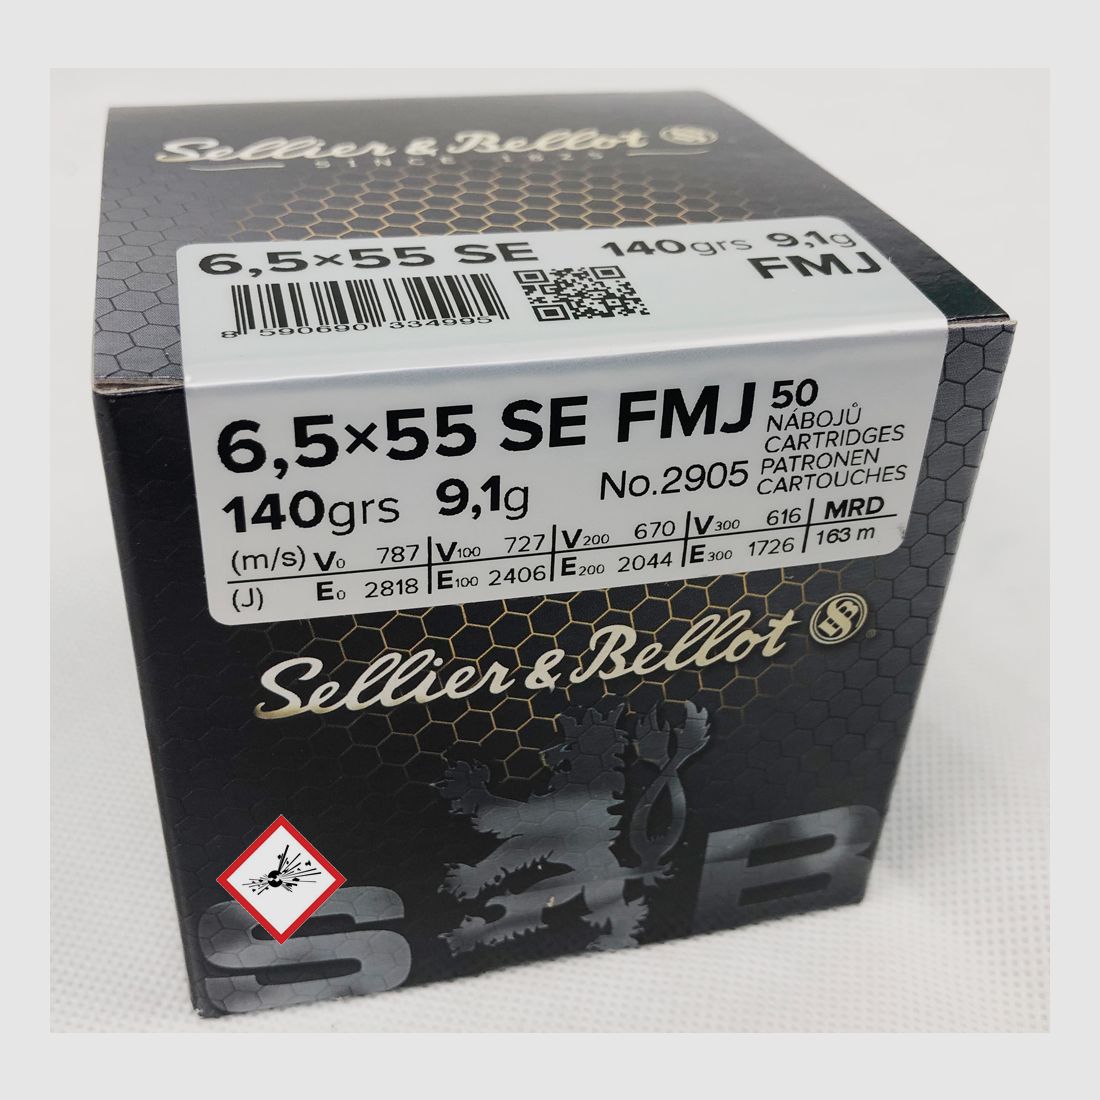 Sellier & Bellot SB
SINCE 1825
6,5×55 SE 140grs 9,1g
FMJ
8 590690 334995
6,5×55 SE FMJ 50
NÁBOJŮ
CARTRIDGES
PATRONEN
CARTOUCHES
140grs 9,1g No.2905
(m/s) V0 787 V100 727 V200 670 V300 616 MRD
(J) E0 2818 E100 2406 E200 2044 E300 1726 163 m
Sellier & Bellot SB ®
S B